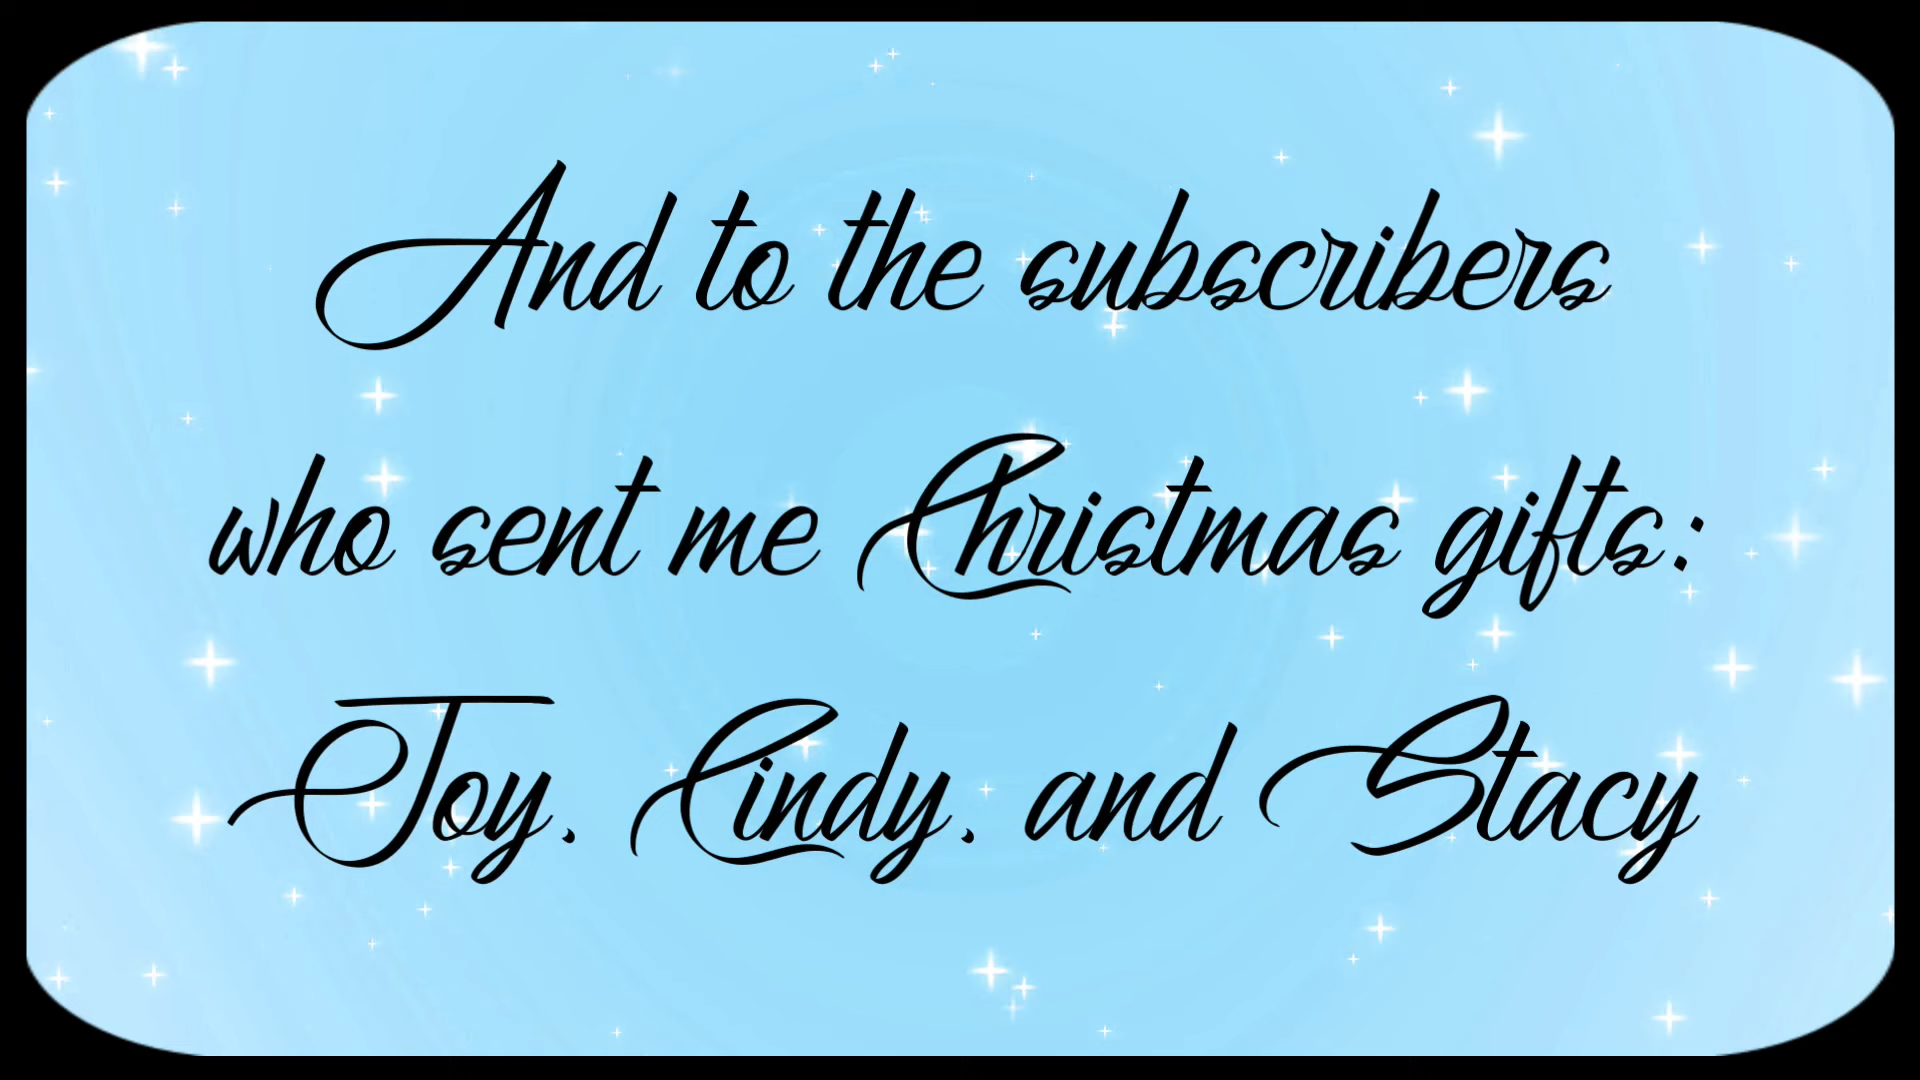 And to the subscribers
who sent me Christmas gifts:
Joy, Cindy, and Stacy